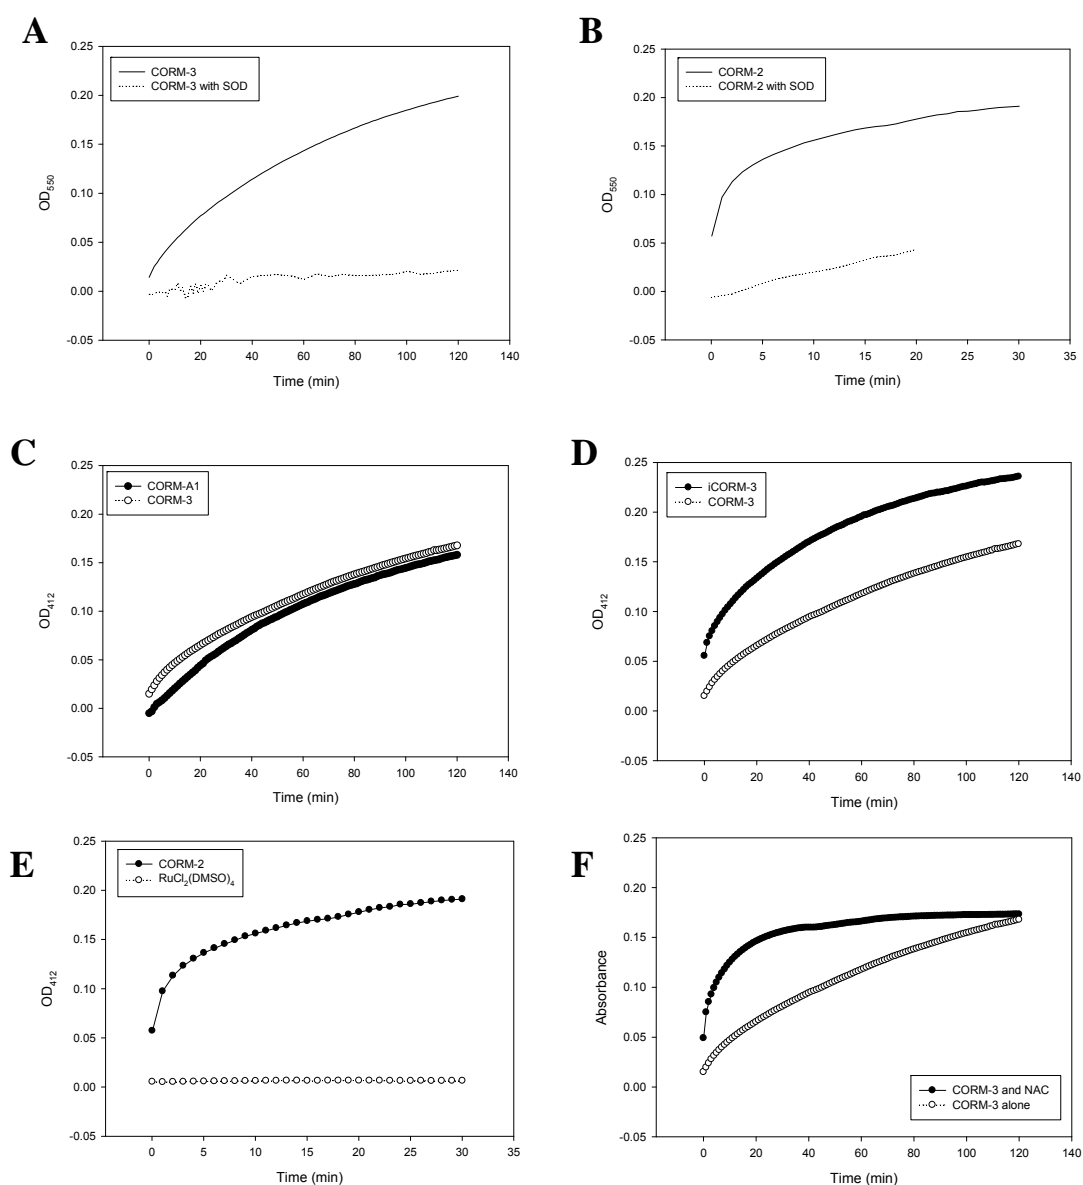 A
CORM-3
CORM-3 with SOD
OD550
0.25
0.20
0.15
0.10
0.05
0.00
-0.05
0 20 40 60 80 100 120 140
Time (min)
B
CORM-2
CORM-2 with SOD
OD550
0.25
0.20
0.15
0.10
0.05
0.00
-0.05
0 5 10 15 20 25 30 35
Time (min)
C
CORM-A1
CORM-3
OD412
0.25
0.20
0.15
0.10
0.05
0.00
-0.05
0 20 40 60 80 100 120 140
Time (min)
D
iCORM-3
CORM-3
OD412
0.25
0.20
0.15
0.10
0.05
0.00
-0.05
0 20 40 60 80 100 120 140
Time (min)
E
CORM-2
RuCl2(DMSO)4
OD412
0.25
0.20
0.15
0.10
0.05
0.00
-0.05
0 5 10 15 20 25 30 35
Time (min)
F
CORM-3 and NAC
CORM-3 alone
Absorbance
0.25
0.20
0.15
0.10
0.05
0.00
-0.05
0 20 40 60 80 100 120 140
Time (min)